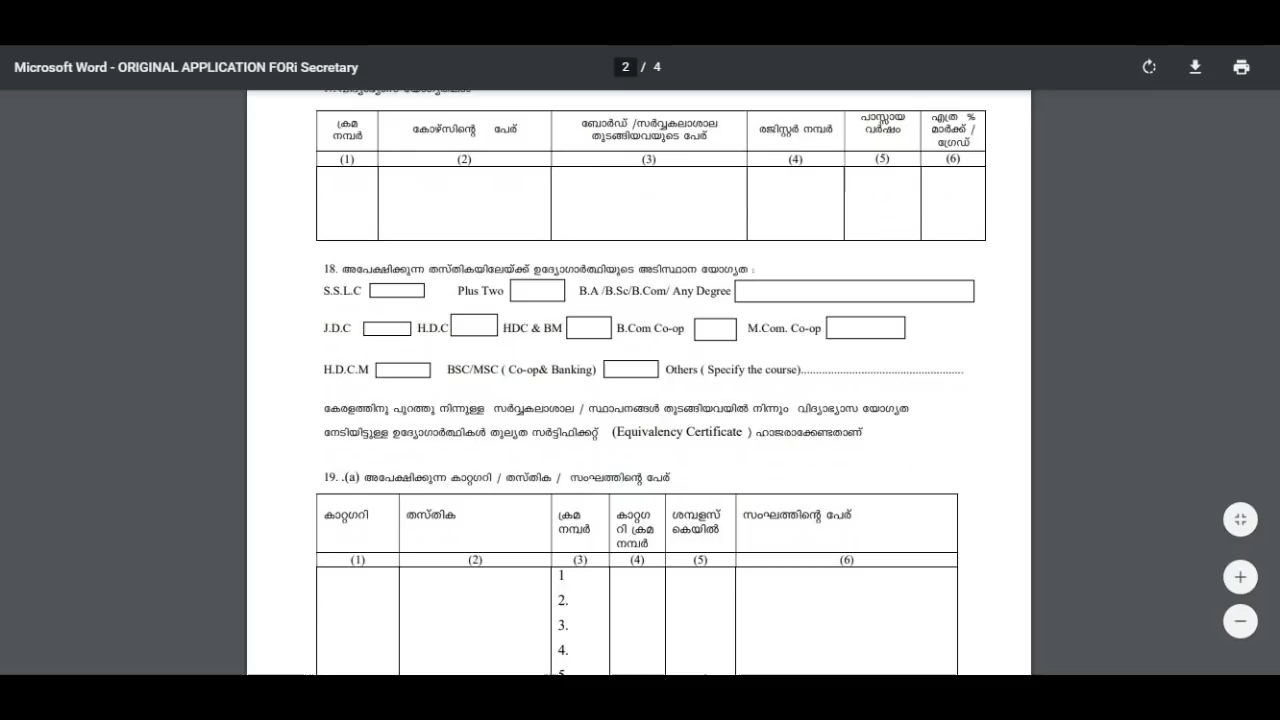 Microsoft Word - ORIGINAL APPLICATION FORi Secretary
2 / 4
ക്രമ നമ്പർ
കോഴ്സിന്റെ പേര്
ബോർഡ് /സർവ്വകലാശാല തുടങ്ങിയവയുടെ പേര്
രജിസ്റ്റർ നമ്പർ
പാസ്സായ വർഷം
എത്ര % മാർക്ക് / ഗ്രേഡ്
(1) (2) (3) (4) (5) (6)
18. അപേക്ഷിക്കുന്ന തസ്തികയിലേയ്ക്ക് ഉദ്യോഗാർത്ഥിയുടെ അടിസ്ഥാന യോഗ്യത :
S.S.L.C Plus Two B.A /B.Sc/B.Com/ Any Degree
J.D.C H.D.C HDC & BM B.Com Co-op M.Com. Co-op
H.D.C.M BSC/MSC ( Co-op& Banking) Others ( Specify the course)......................................................
കേരളത്തിനു പുറത്തു നിന്നുള്ള സർവ്വകലാശാല / സ്ഥാപനങ്ങൾ തുടങ്ങിയവയിൽ നിന്നും വിദ്യാഭ്യാസ യോഗ്യത
നേടിയിട്ടുള്ള ഉദ്യോഗാർത്ഥികൾ തുല്യത സർട്ടിഫിക്കറ്റ് (Equivalency Certificate ) ഹാജരാക്കേണ്ടതാണ്
19. .(a) അപേക്ഷിക്കുന്ന കാറ്റഗറി / തസ്തിക / സംഘത്തിന്റെ പേര്
കാറ്റഗറി
തസ്തിക
ക്രമ നമ്പർ
കാറ്റഗ റി ക്രമ നമ്പർ
ശമ്പളസ് കെയിൽ
സംഘത്തിന്റെ പേര്
(1) (2) (3) (4) (5) (6)
1
2.
3.
4.